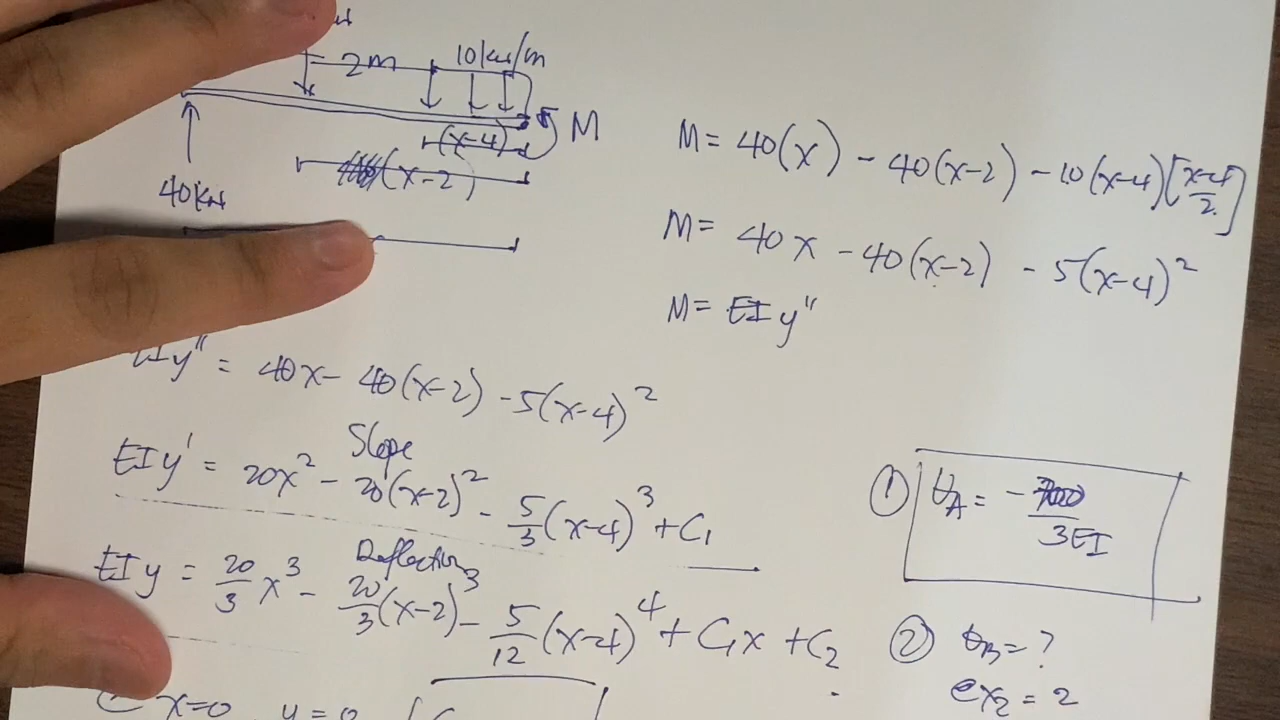 2m 10kN/m
M
(x-4)
(x-2)
40kN
M = 40(x) - 40(x-2) - 10(x-4)[x-4/2]
M = 40x - 40(x-2) - 5(x-4)²
M = EIy"
EIy" = 40x - 40(x-2) - 5(x-4)²
Slope
EIy' = 20x² - 20(x-2)² - 5/3(x-4)³ + C₁
Deflection
EIy = 20/3 x³ - 20/3(x-2)³ - 5/12(x-4)⁴ + C₁x + C₂
x=0, y=0
① θA = - /3EI
② θB = ?
@x₂ = 2